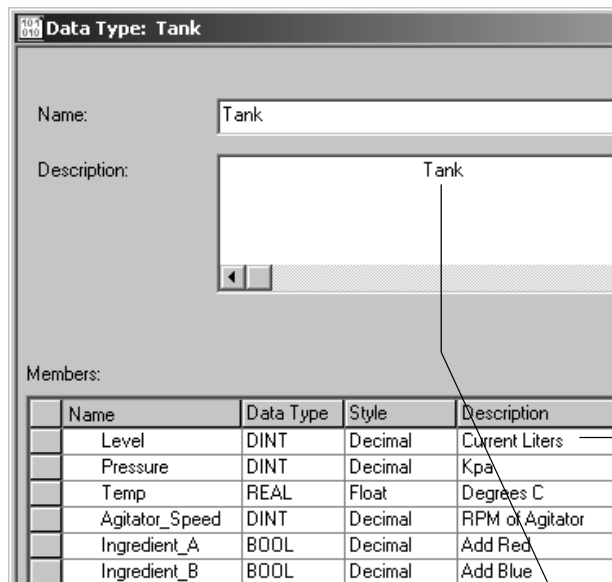 101
010 Data Type: Tank
Name: Tank
Description: Tank
Members:
Name Data Type Style Description
Level DINT Decimal Current Liters
Pressure DINT Decimal Kpa
Temp REAL Float Degrees C
Agitator_Speed DINT Decimal RPM of Agitator
Ingredient_A BOOL Decimal Add Red
Ingredient_B BOOL Decimal Add Blue